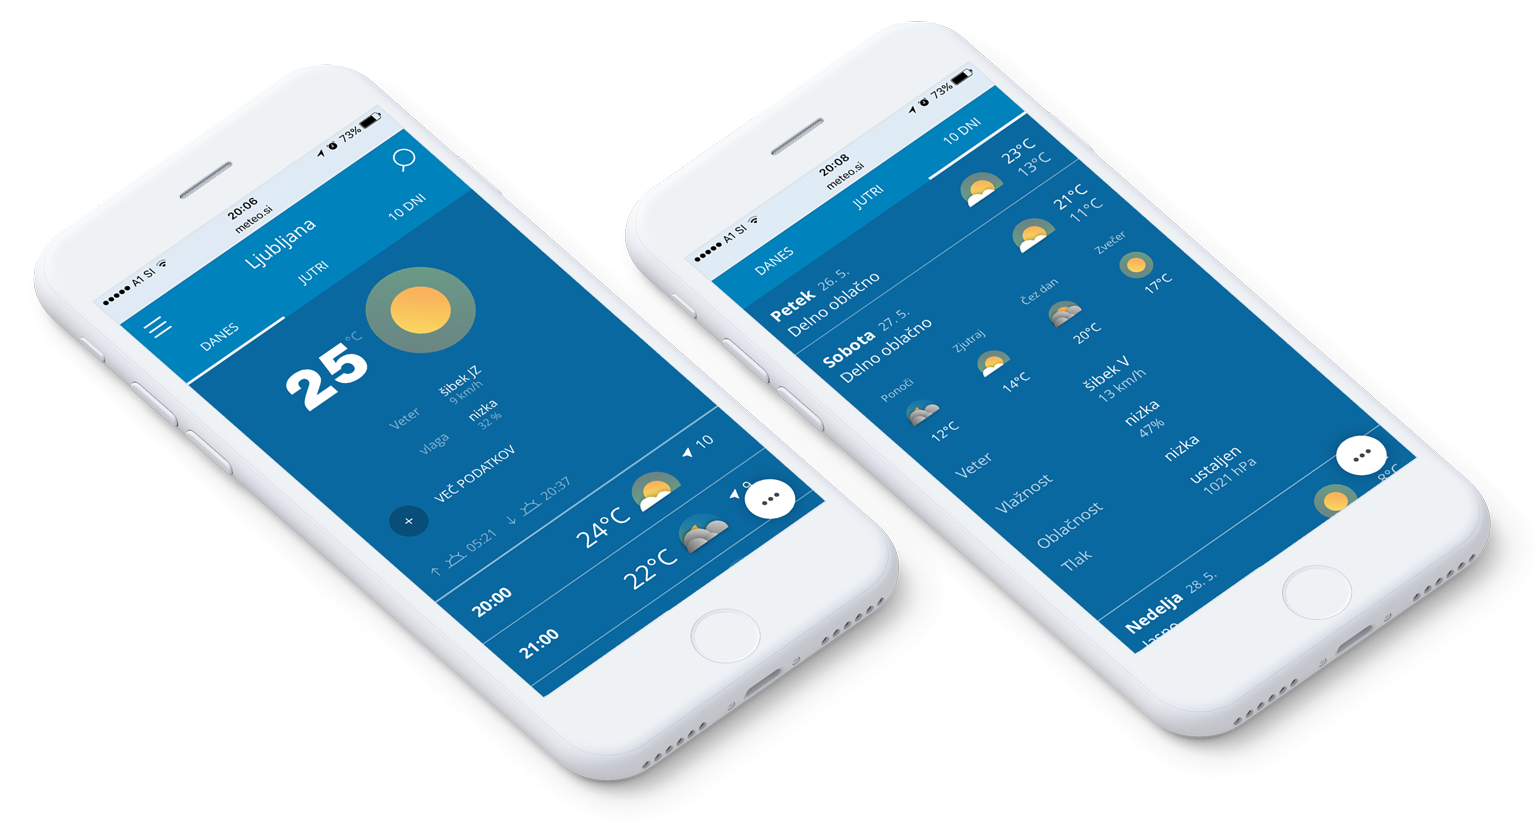 A1 SI
20:06
73%
meteo.si
Ljubljana
DANES
JUTRI
10 DNI
25°C
Veter
šibek JZ
9 km/h
Vlaga
nizka
32 %
+
VEČ PODATKOV
↑ 05:21 ↓ 20:37
20:00 24°C 10
21:00 22°C 9
A1 SI
20:08
73%
meteo.si
DANES
JUTRI
10 DNI
Petek 26. 5.
Delno oblačno
23°C
13°C
Sobota 27. 5.
Delno oblačno
21°C
11°C
Ponoči
Zjutraj
Čez dan
Zvečer
12°C
14°C
20°C
17°C
Veter
šibek V
13 km/h
Vlažnost
nizka
47%
Oblačnost
nizka
Tlak
ustaljen
1021 hPa
Nedelja 28. 5.
Jasno
8°C